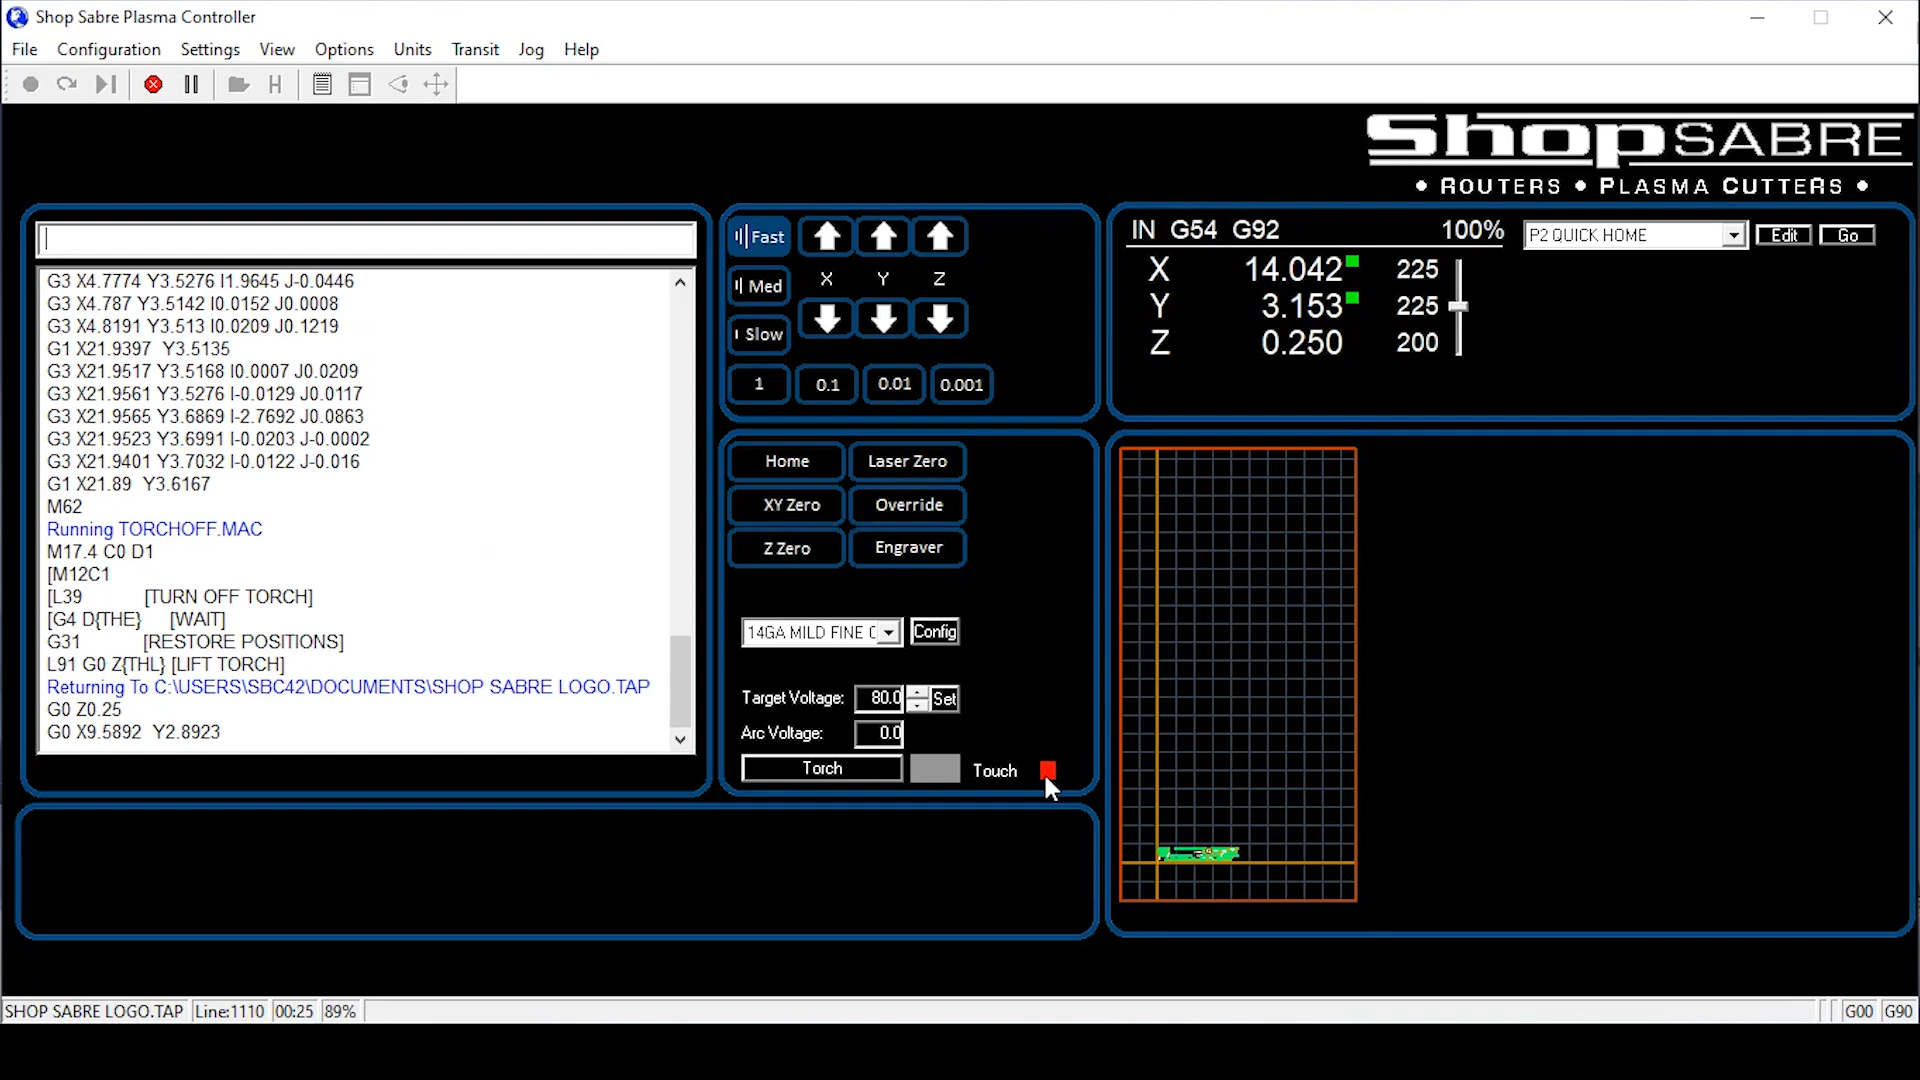 Shop Sabre Plasma Controller
File Configuration Settings View Options Units Transit Jog Help
H
ShopSABRE
• ROUTERS • PLASMA CUTTERS •
G3 X4.7774 Y3.5276 I1.9645 J-0.0446
G3 X4.787 Y3.5142 I0.0152 J0.0008
G3 X4.8191 Y3.513 I0.0209 J0.1219
G1 X21.9397 Y3.5135
G3 X21.9517 Y3.5168 I0.0007 J0.0209
G3 X21.9561 Y3.5276 I-0.0129 J0.0117
G3 X21.9565 Y3.6869 I-2.7692 J0.0863
G3 X21.9523 Y3.6991 I-0.0203 J-0.0002
G3 X21.9401 Y3.7032 I-0.0122 J-0.016
G1 X21.89 Y3.6167
M62
Running TORCHOFF.MAC
M17.4 C0 D1
[M12C1
[L39 [TURN OFF TORCH]
[G4 D{THE} [WAIT]
G31 [RESTORE POSITIONS]
L91 G0 Z{THL} [LIFT TORCH]
Returning To C:\USERS\SBC42\DOCUMENTS\SHOP SABRE LOGO.TAP
G0 Z0.25
G0 X9.5892 Y2.8923
Fast
Med
Slow
X Y Z
1 0.1 0.01 0.001
Home Laser Zero
XY Zero Override
Z Zero Engraver
14GA MILD FINE Config
Target Voltage: 80.0 Set
Arc Voltage: 0.0
Torch Touch
IN G54 G92 100%
X 14.042 225
Y 3.153 225
Z 0.250 200
P2 QUICK HOME Edit Go
SHOP SABRE LOGO.TAP Line:1110 00:25 89% G00 G90